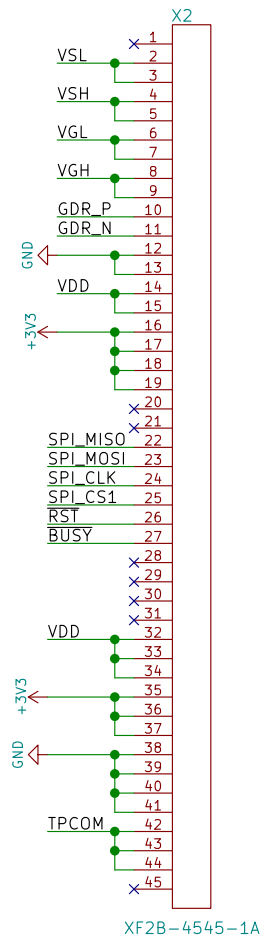 X2
1
VSL 2
3
VSH 4
5
VGL 6
7
VGH 8
9
GDR_P 10
GDR_N 11
GND 12
13
VDD 14
15
+3V3 16
17
18
19
20
21
SPI_MISO 22
SPI_MOSI 23
SPI_CLK 24
SPI_CS1 25
RST 26
BUSY 27
28
29
30
31
VDD 32
33
34
+3V3 35
36
37
GND 38
39
40
41
TPCOM 42
43
44
45
XF2B-4545-1A